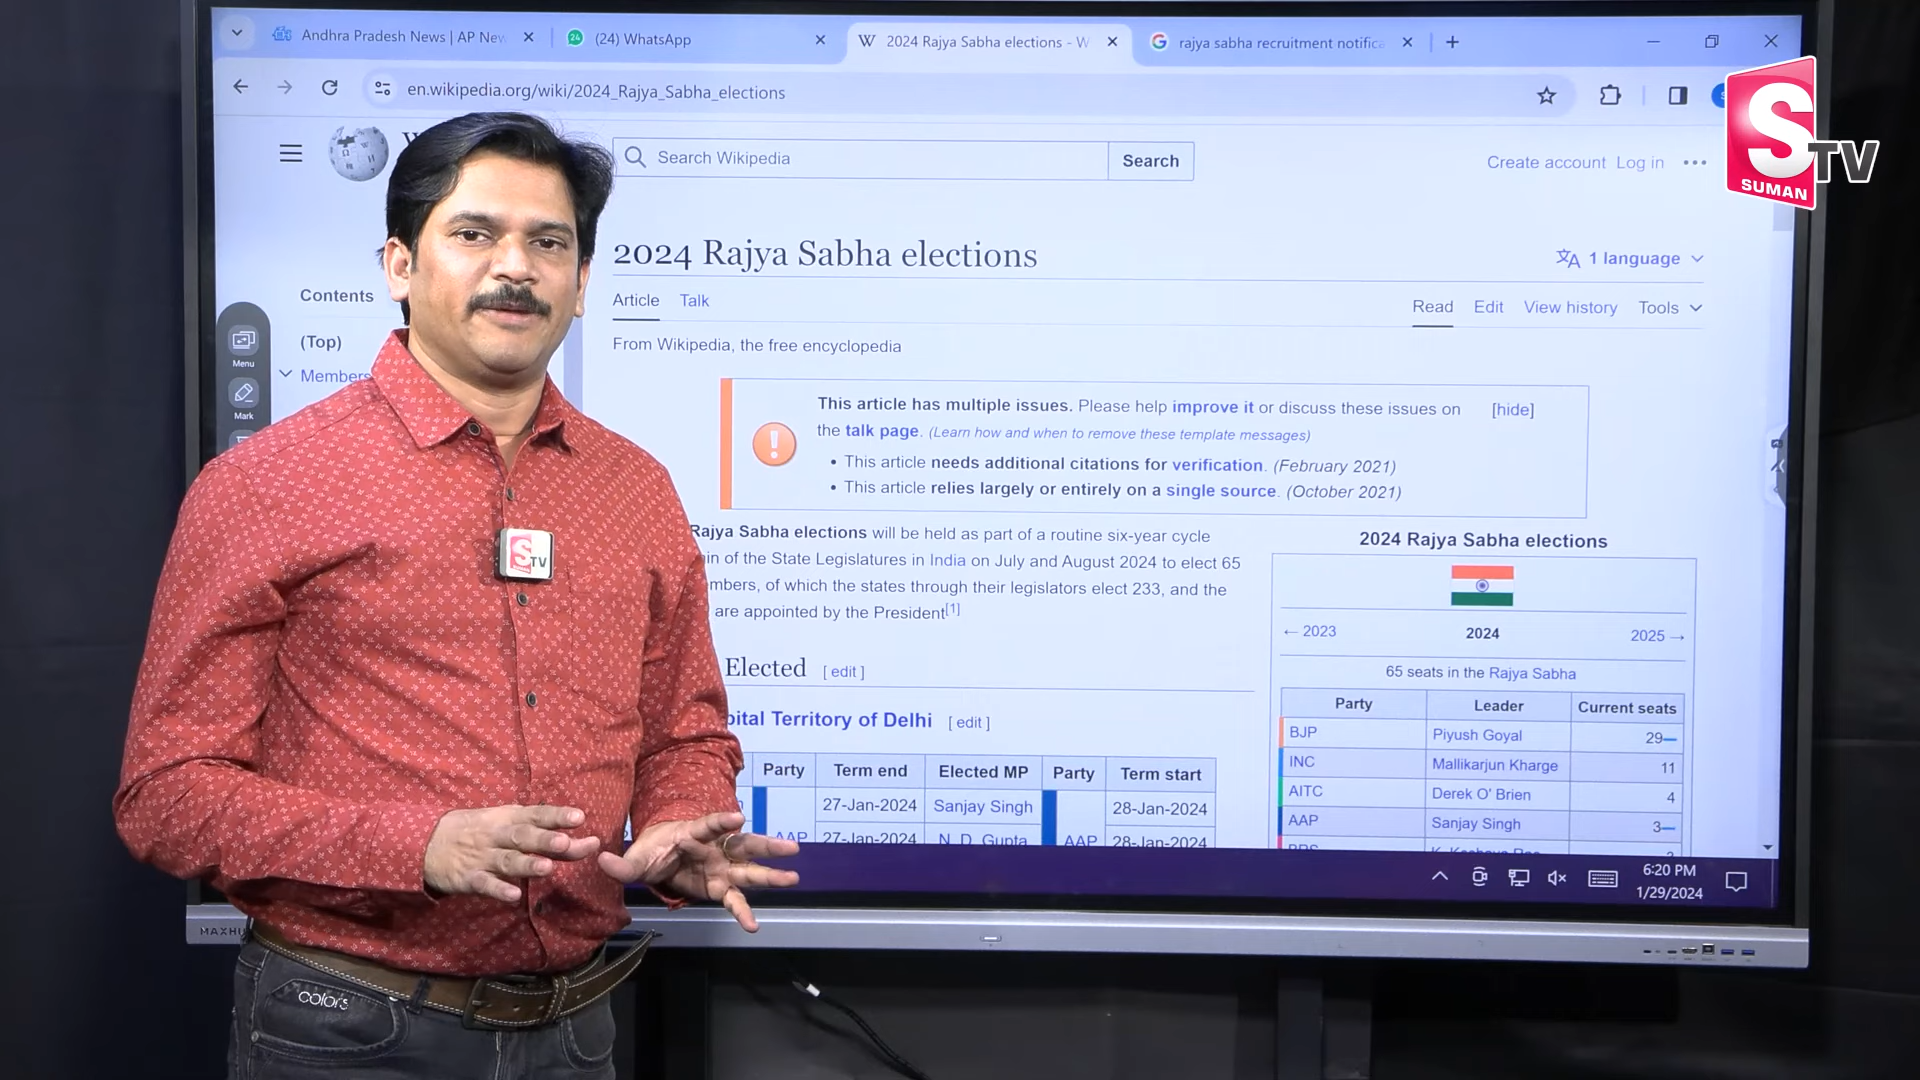 Andhra Pradesh News | AP New
(24) WhatsApp
2024 Rajya Sabha elections - W
rajya sabha recruitment notifica
en.wikipedia.org/wiki/2024_Rajya_Sabha_elections
S
TV
SUMAN
W
Search Wikipedia
Search
Create account Log in
2024 Rajya Sabha elections
1 language
Contents
Article Talk
Read Edit View history Tools
(Top)
From Wikipedia, the free encyclopedia
Menu
Members
Mark
This article has multiple issues. Please help improve it or discuss these issues on [hide]
the talk page. (Learn how and when to remove these template messages)
• This article needs additional citations for verification. (February 2021)
• This article relies largely or entirely on a single source. (October 2021)
Rajya Sabha elections will be held as part of a routine six-year cycle
of the State Legislatures in India on July and August 2024 to elect 65
mbers, of which the states through their legislators elect 233, and the
are appointed by the President[1]
2024 Rajya Sabha elections
← 2023 2024 2025 →
65 seats in the Rajya Sabha
Party Leader Current seats
BJP Piyush Goyal 29
INC Mallikarjun Kharge 11
AITC Derek O' Brien 4
AAP Sanjay Singh 3
Elected [ edit ]
pital Territory of Delhi [ edit ]
Party Term end Elected MP Party Term start
27-Jan-2024 Sanjay Singh 28-Jan-2024
AAP 27-Jan-2024 N. D. Gupta AAP 28-Jan-2024
6:20 PM
1/29/2024
S
TV
SUMAN
MAXHU
colors